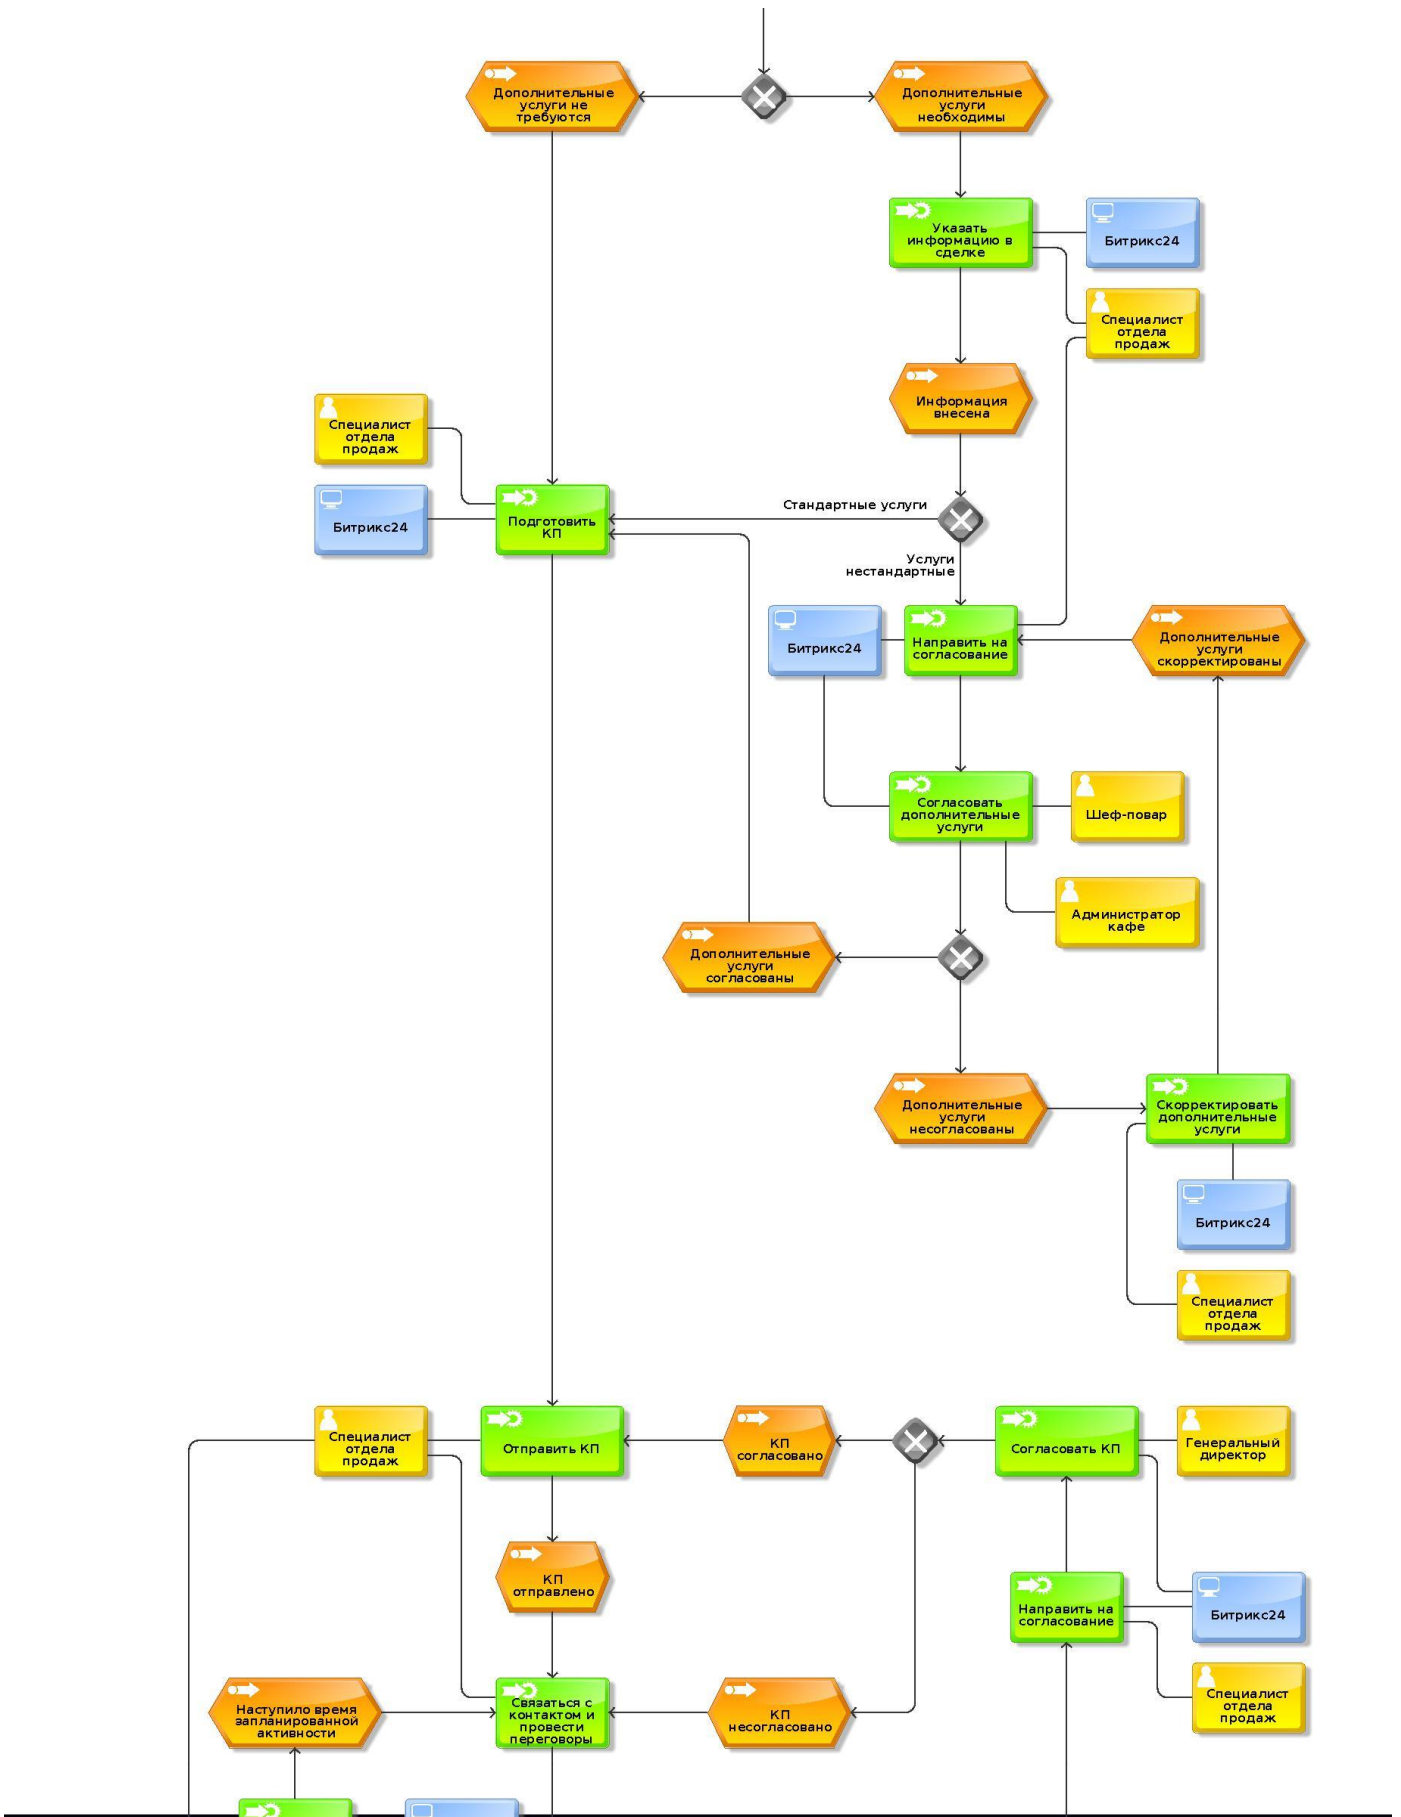 Дополнительные
услуги не
требуются
Дополнительные
услуги
необходимы
Указать
информацию в
сделке
Битрикс24
Специалист
отдела
продаж
Информация
внесена
Специалист
отдела
продаж
Битрикс24
Подготовить
КП
Стандартные услуги
Услуги
нестандартные
Битрикс24
Направить на
согласование
Дополнительные
услуги
скорректированы
Согласовать
дополнительные
услуги
Шеф-повар
Администратор
кафе
Дополнительные
услуги
согласованы
Дополнительные
услуги
несогласованы
Скорректировать
дополнительные
услуги
Битрикс24
Специалист
отдела
продаж
Специалист
отдела
продаж
Отправить КП
КП
согласовано
Согласовать КП
Генеральный
директор
КП
отправлено
Направить на
согласование
Битрикс24
Наступило время
запланированной
активности
Связаться с
контактом и
провести
переговоры
КП
несогласовано
Специалист
отдела
продаж